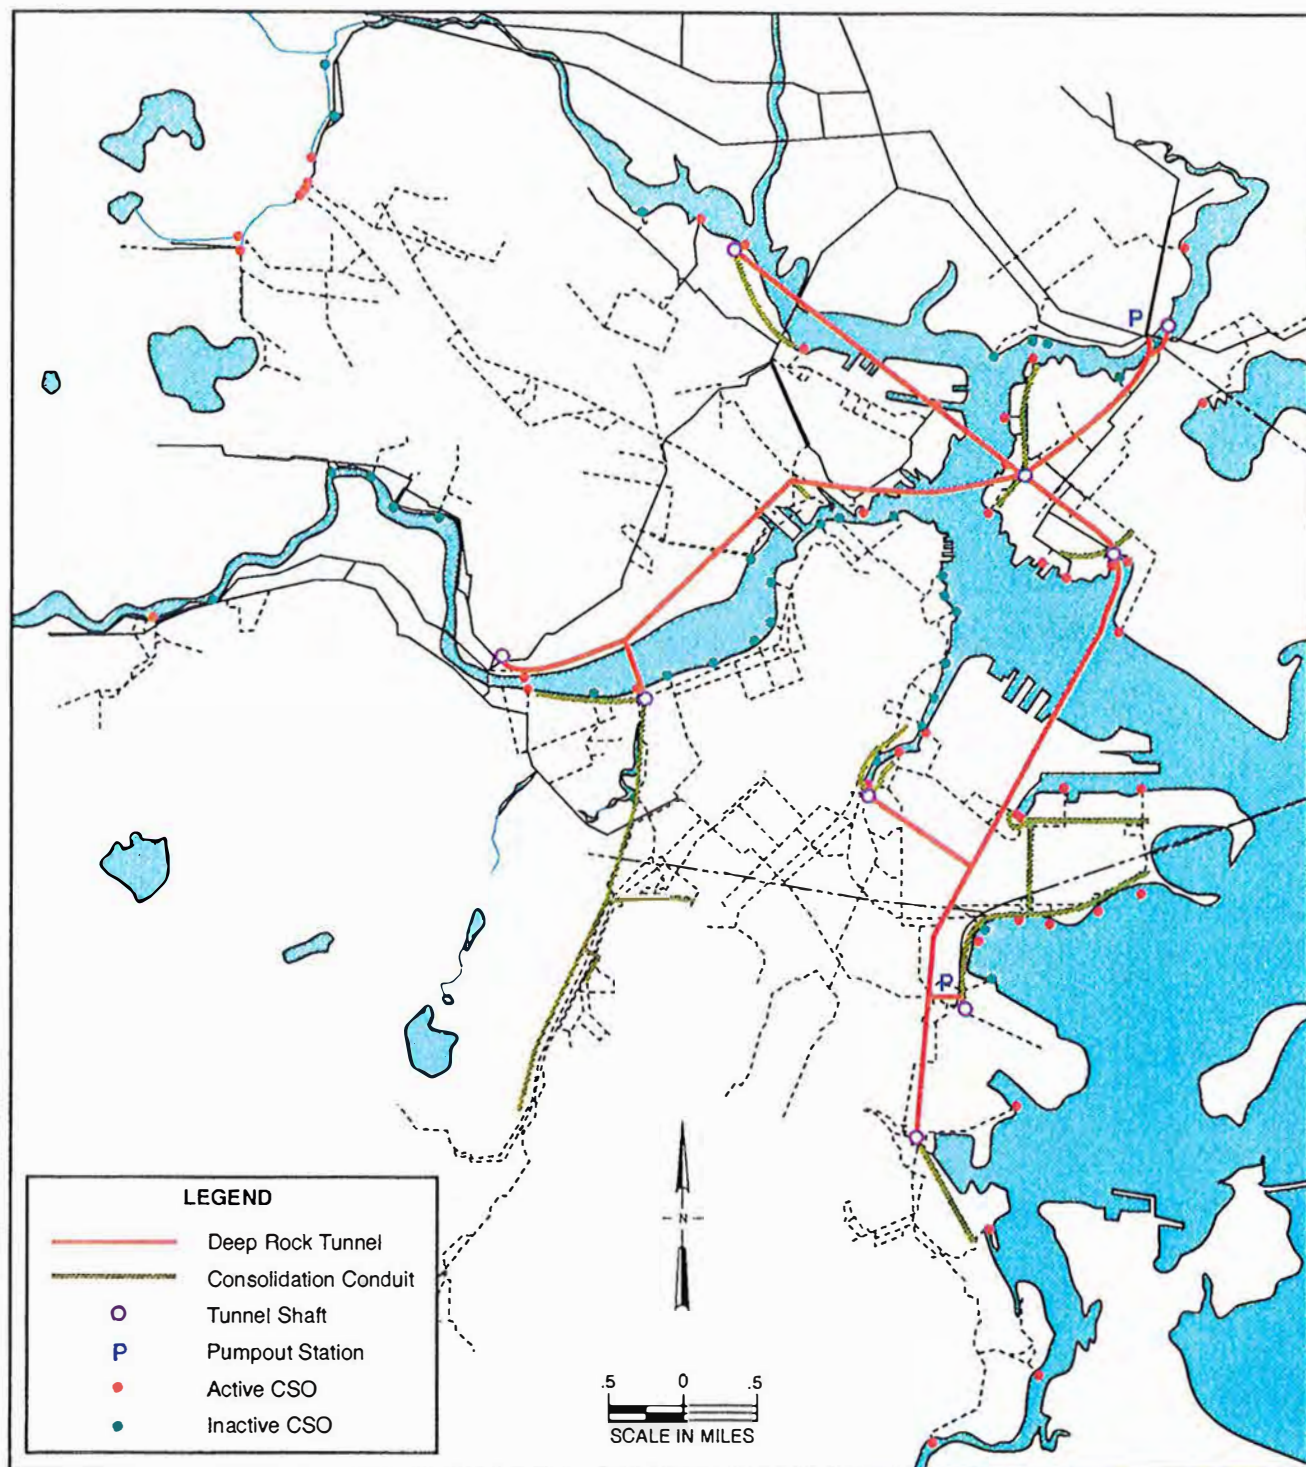 P
P
N
LEGEND
Deep Rock Tunnel
Consolidation Conduit
Tunnel Shaft
P Pumpout Station
Active CSO
Inactive CSO
.5 0 .5
SCALE IN MILES